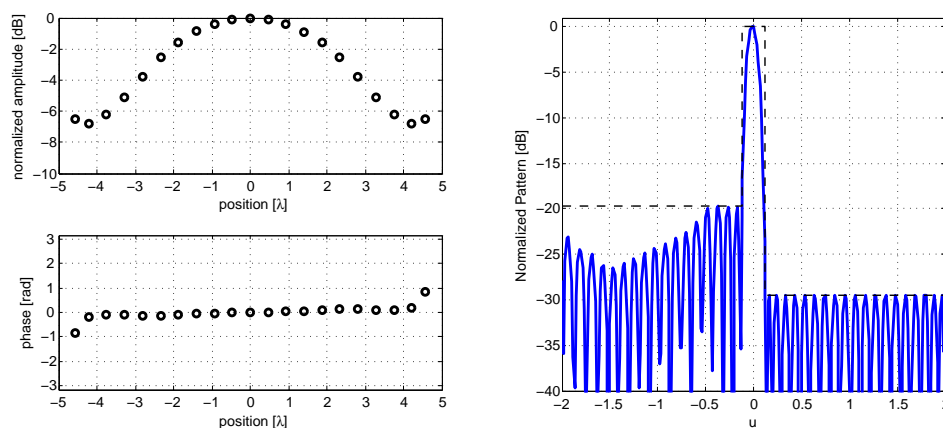 0
−2
−4
−6
−8
−10
normalized amplitude [dB]
−5 −4 −3 −2 −1 0 1 2 3 4 5
position [λ]
3
2
1
0
−1
−2
−3
phase [rad]
−5 −4 −3 −2 −1 0 1 2 3 4 5
position [λ]
0
−5
−10
−15
−20
−25
−30
−35
−40
Normalized Pattern [dB]
−2 −1.5 −1 −0.5 0 0.5 1 1.5 2
u